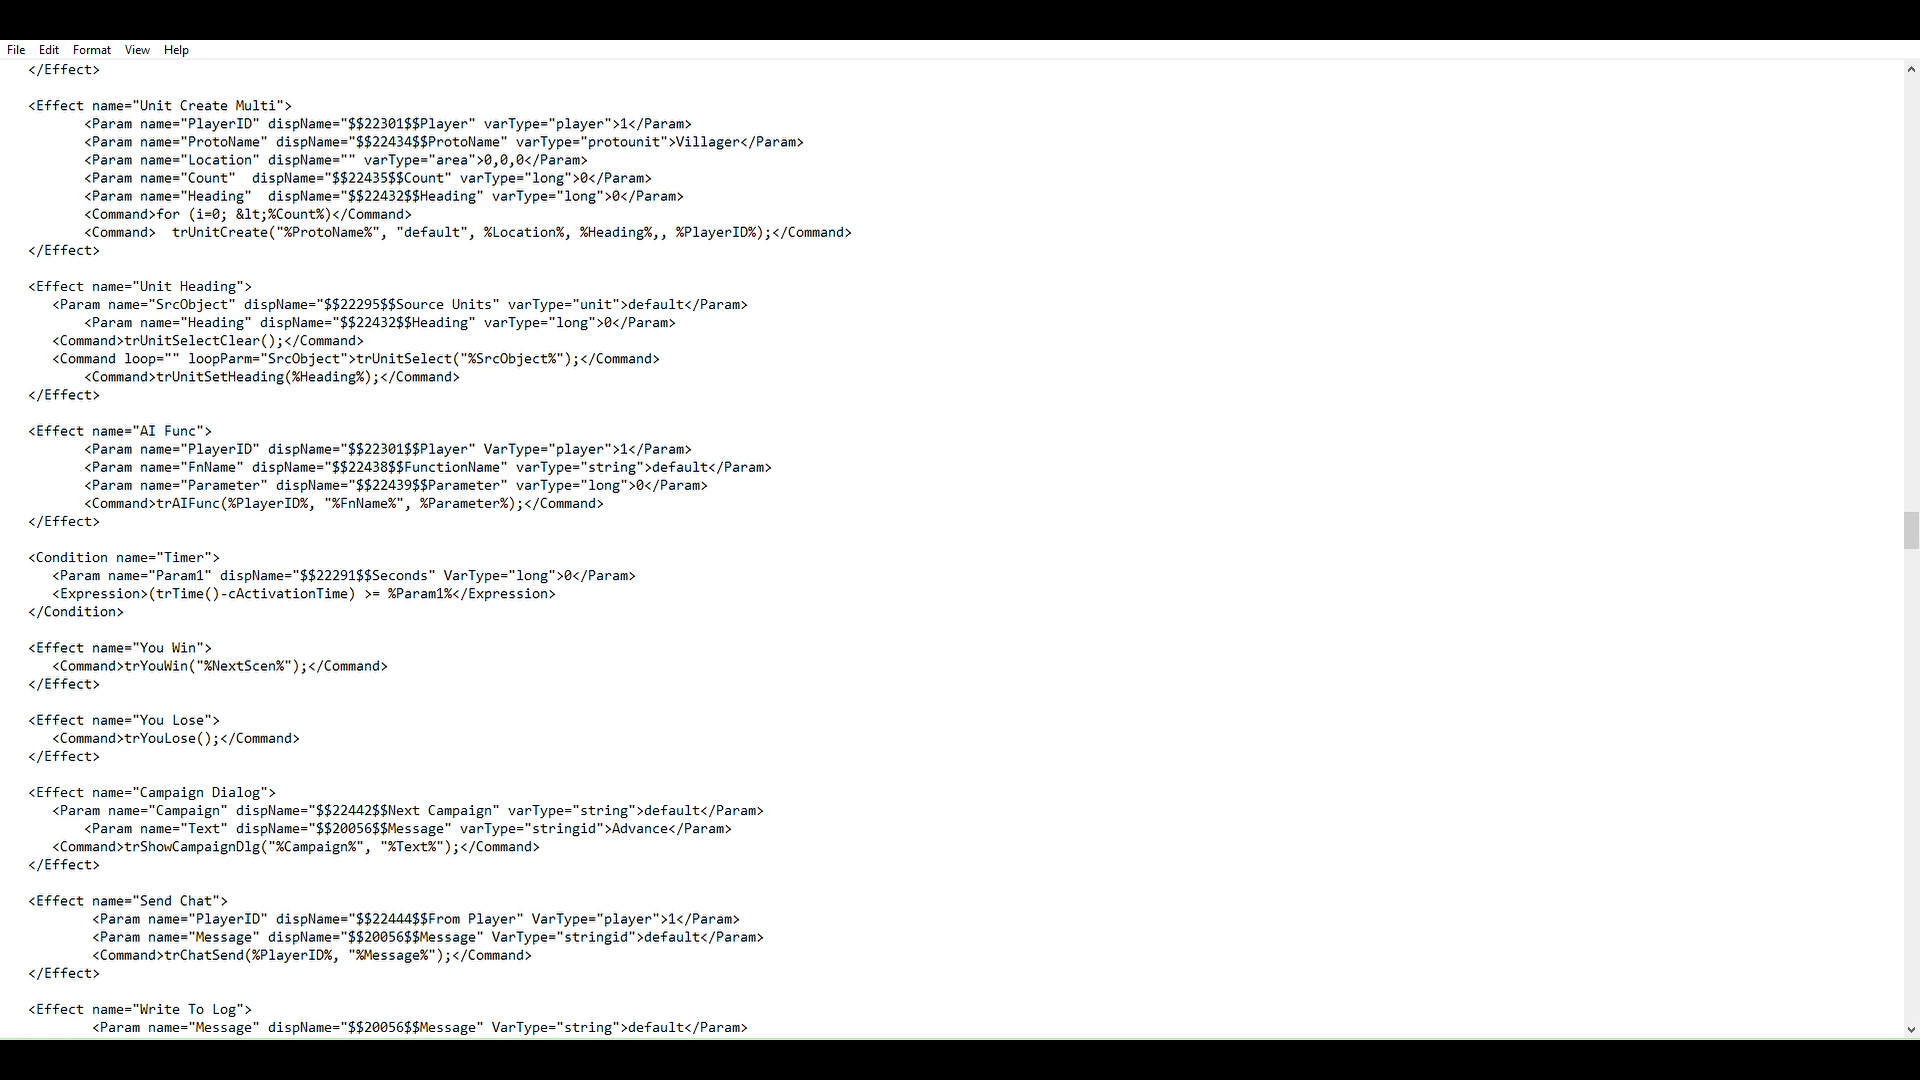 File Edit Format View Help
</Effect>
<Effect name="Unit Create Multi">
<Param name="PlayerID" dispName="$$22301$$Player" varType="player">1</Param>
<Param name="ProtoName" dispName="$$22434$$ProtoName" varType="protounit">Villager</Param>
<Param name="Location" dispName="" varType="area">0,0,0</Param>
<Param name="Count"  dispName="$$22435$$Count" varType="long">0</Param>
<Param name="Heading"  dispName="$$22432$$Heading" varType="long">0</Param>
<Command>for (i=0; &lt;%Count%)</Command>
<Command>  trUnitCreate("%ProtoName%", "default", %Location%, %Heading%,, %PlayerID%);</Command>
</Effect>
<Effect name="Unit Heading">
<Param name="SrcObject" dispName="$$22295$$Source Units" varType="unit">default</Param>
<Param name="Heading" dispName="$$22432$$Heading" varType="long">0</Param>
<Command>trUnitSelectClear();</Command>
<Command loop="" loopParm="SrcObject">trUnitSelect("%SrcObject%");</Command>
<Command>trUnitSetHeading(%Heading%);</Command>
</Effect>
<Effect name="AI Func">
<Param name="PlayerID" dispName="$$22301$$Player" VarType="player">1</Param>
<Param name="FnName" dispName="$$22438$$FunctionName" varType="string">default</Param>
<Param name="Parameter" dispName="$$22439$$Parameter" varType="long">0</Param>
<Command>trAIFunc(%PlayerID%, "%FnName%", %Parameter%);</Command>
</Effect>
<Condition name="Timer">
<Param name="Param1" dispName="$$22291$$Seconds" VarType="long">0</Param>
<Expression>(trTime()-cActivationTime) >= %Param1%</Expression>
</Condition>
<Effect name="You Win">
<Command>trYouWin("%NextScen%");</Command>
</Effect>
<Effect name="You Lose">
<Command>trYouLose();</Command>
</Effect>
<Effect name="Campaign Dialog">
<Param name="Campaign" dispName="$$22442$$Next Campaign" varType="string">default</Param>
<Param name="Text" dispName="$$20056$$Message" varType="stringid">Advance</Param>
<Command>trShowCampaignDlg("%Campaign%", "%Text%");</Command>
</Effect>
<Effect name="Send Chat">
<Param name="PlayerID" dispName="$$22444$$From Player" VarType="player">1</Param>
<Param name="Message" dispName="$$20056$$Message" VarType="stringid">default</Param>
<Command>trChatSend(%PlayerID%, "%Message%");</Command>
</Effect>
<Effect name="Write To Log">
<Param name="Message" dispName="$$20056$$Message" VarType="string">default</Param>